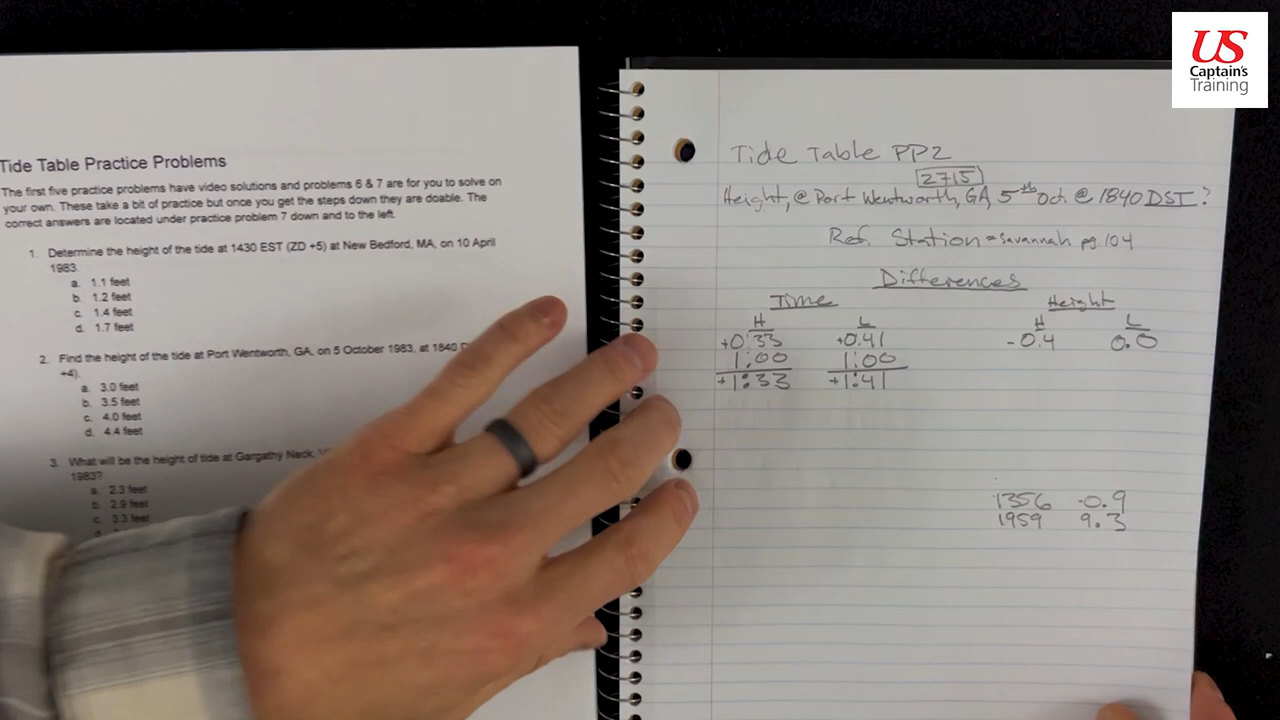 US
Captain's
Training
Tide Table Practice Problems
The first five practice problems have video solutions and problems 6 & 7 are for you to solve on
your own. These take a bit of practice but once you get the steps down they are doable. The
correct answers are located under practice problem 7 down and to the left.
1. Determine the height of the tide at 1430 EST (ZD +5) at New Bedford, MA, on 10 April
1983.
a. 1.1 feet
b. 1.2 feet
c. 1.4 feet
d. 1.7 feet
2. Find the height of the tide at Port Wentworth, GA, on 5 October 1983, at 1840
+4).
a. 3.0 feet
b. 3.5 feet
c. 4.0 feet
d. 4.4 feet
3. What will be the height of tide at Gargathy Neck,
1983?
a. 2.3 feet
b. 2.9 feet
c. 3.3 feet
Tide Table PP2
2715
Height, @ Port Wentworth, GA, 5th Oct. @ 1840 DST?
Ref. Station = Savannah pg. 104
Differences
Time Height
H L H L
+0:33 +0:41 -0.4 0.0
1:00 1:00
+1:33 +1:41
1356 -0.9
1959 9.3